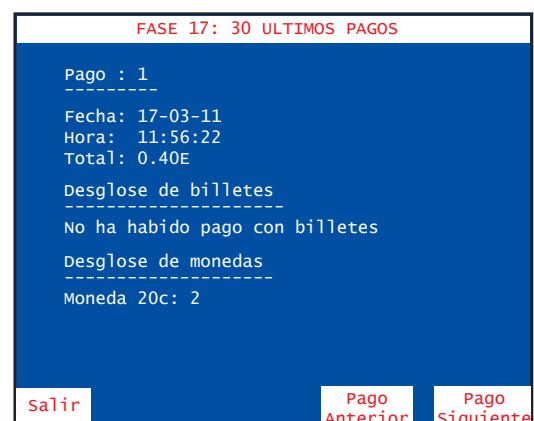 FASE 17: 30 ULTIMOS PAGOS
Pago : 1
---------
Fecha: 17-03-11
Hora:  11:56:22
Total: 0.40E
Desglose de billetes
---------------------
No ha habido pago con billetes
Desglose de monedas
--------------------
Moneda 20c: 2
Salir
Pago
Anterior
Pago
Siguiente